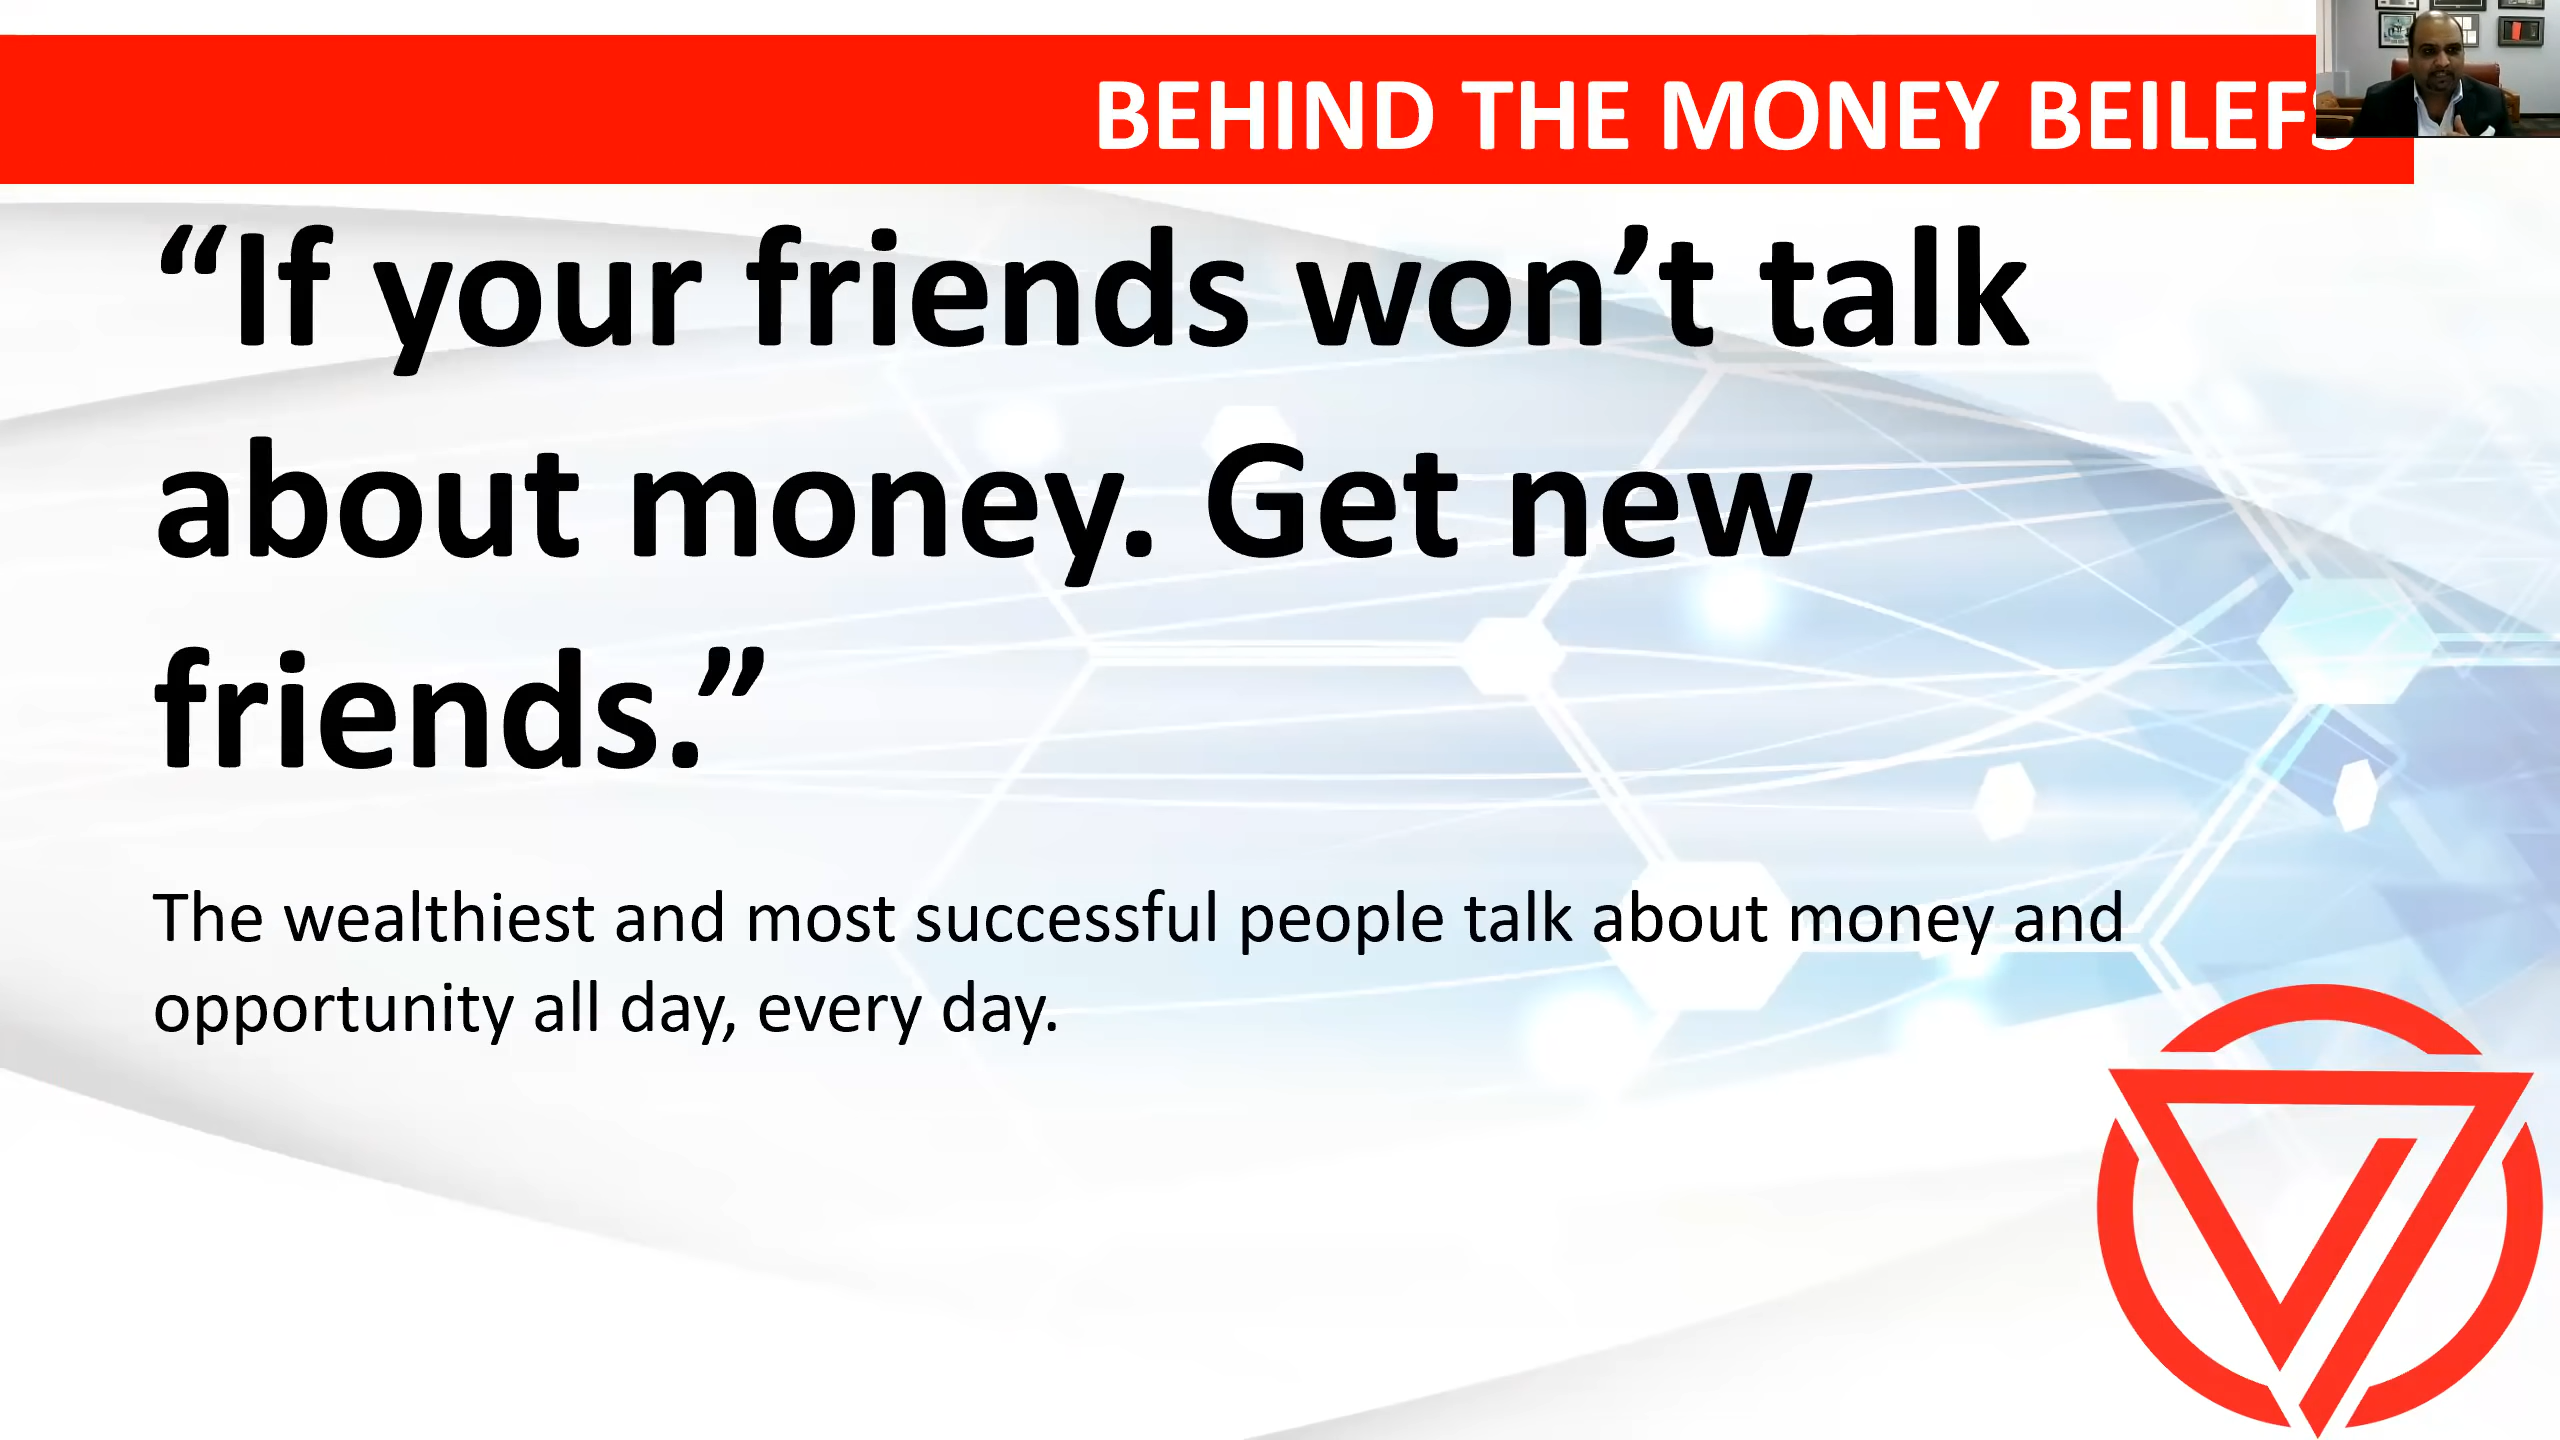 BEHIND THE MONEY BEILEFS
“If your friends won’t talk
about money. Get new
friends.”
The wealthiest and most successful people talk about money and
opportunity all day, every day.